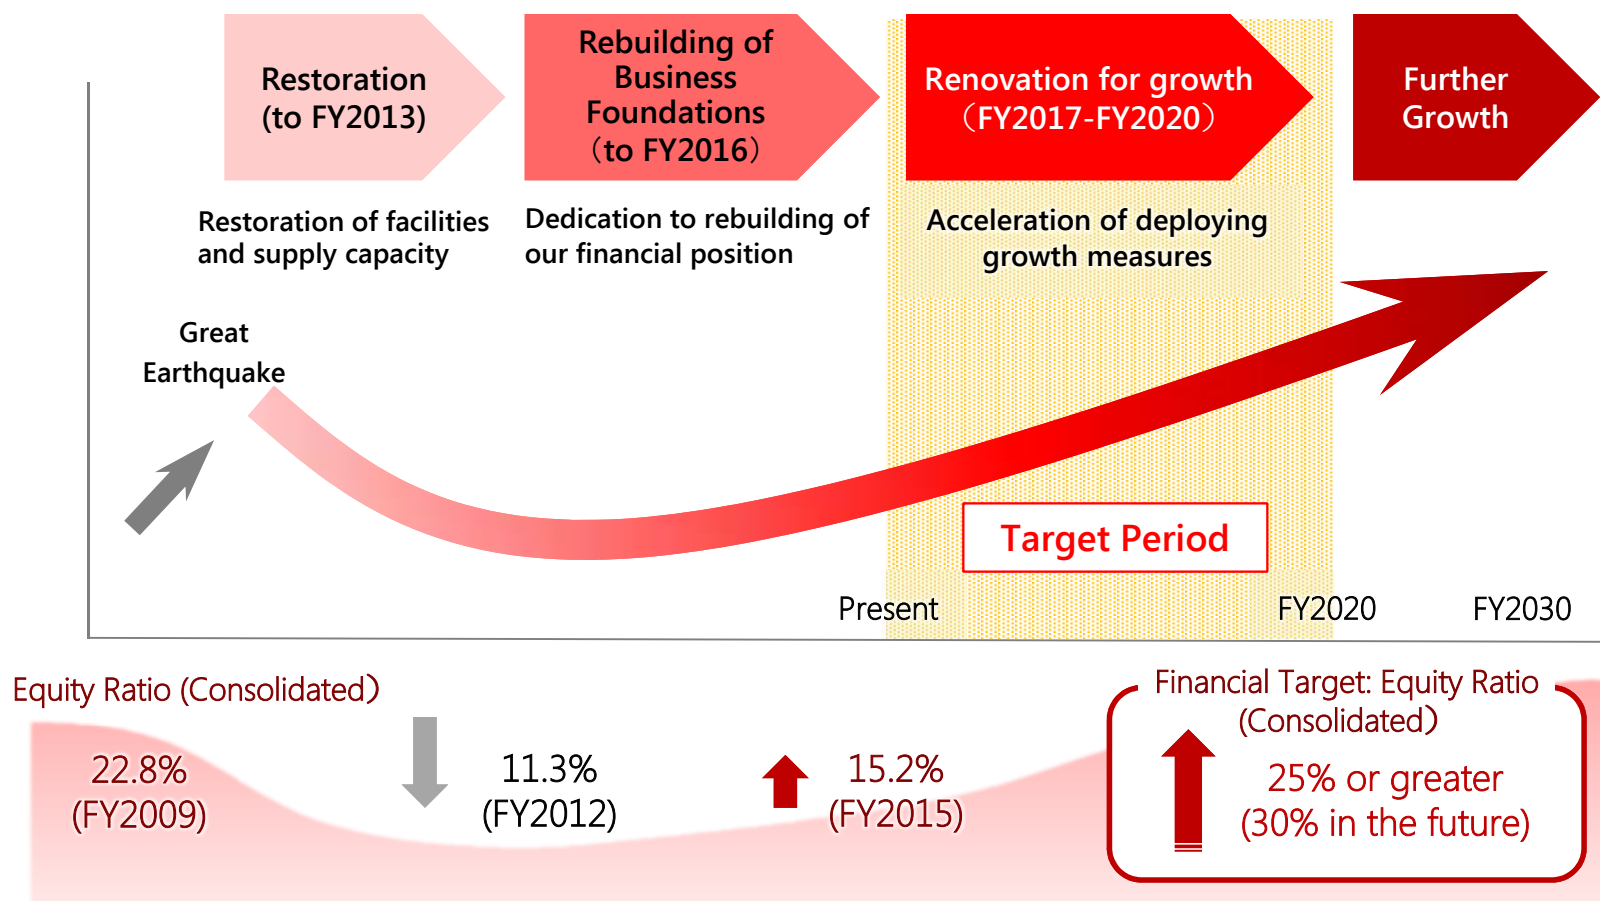 Restoration
(to FY2013)
Rebuilding of
Business
Foundations
（to FY2016）
Renovation for growth
（FY2017-FY2020）
Further
Growth
Restoration of facilities
and supply capacity
Dedication to rebuilding of
our financial position
Acceleration of deploying
growth measures
Great
Earthquake
Target Period
Present
FY2020
FY2030
Equity Ratio (Consolidated）
22.8%
(FY2009)
11.3%
(FY2012)
15.2%
(FY2015)
Financial Target: Equity Ratio
(Consolidated）
25% or greater
(30% in the future)